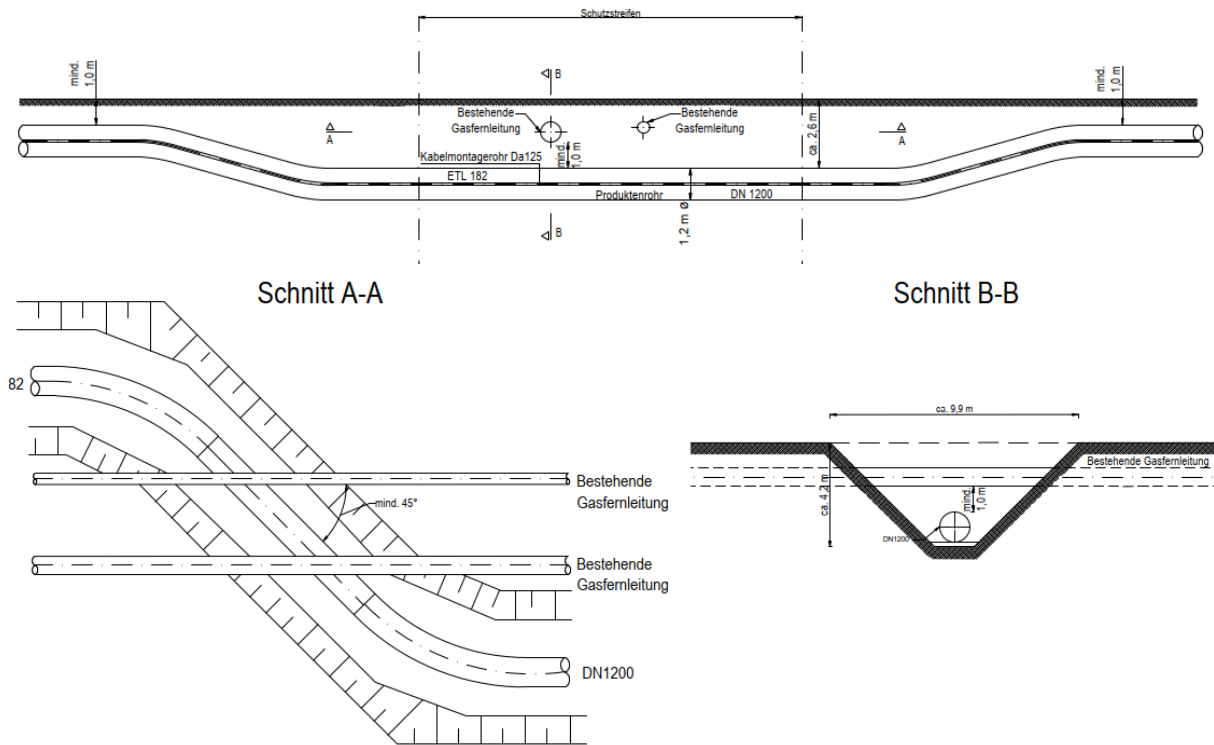 Schutzstreifen
mind.
1,0 m
B
mind.
1,0 m
Bestehende
Gasfernleitung
Bestehende
Gasfernleitung
A
ca. 2,6 m
A
mind.
1,0 m
Kabelmontagerohr Da125
ETL 182
Produktenrohr
DN 1200
1,2 m Ø
B
Schnitt A-A
Schnitt B-B
82
Bestehende
Gasfernleitung
mind. 45°
Bestehende
Gasfernleitung
DN1200
ca. 9,9 m
Bestehende Gasfernleitung
ca. 4,2 m
mind.
1,0 m
DN1200